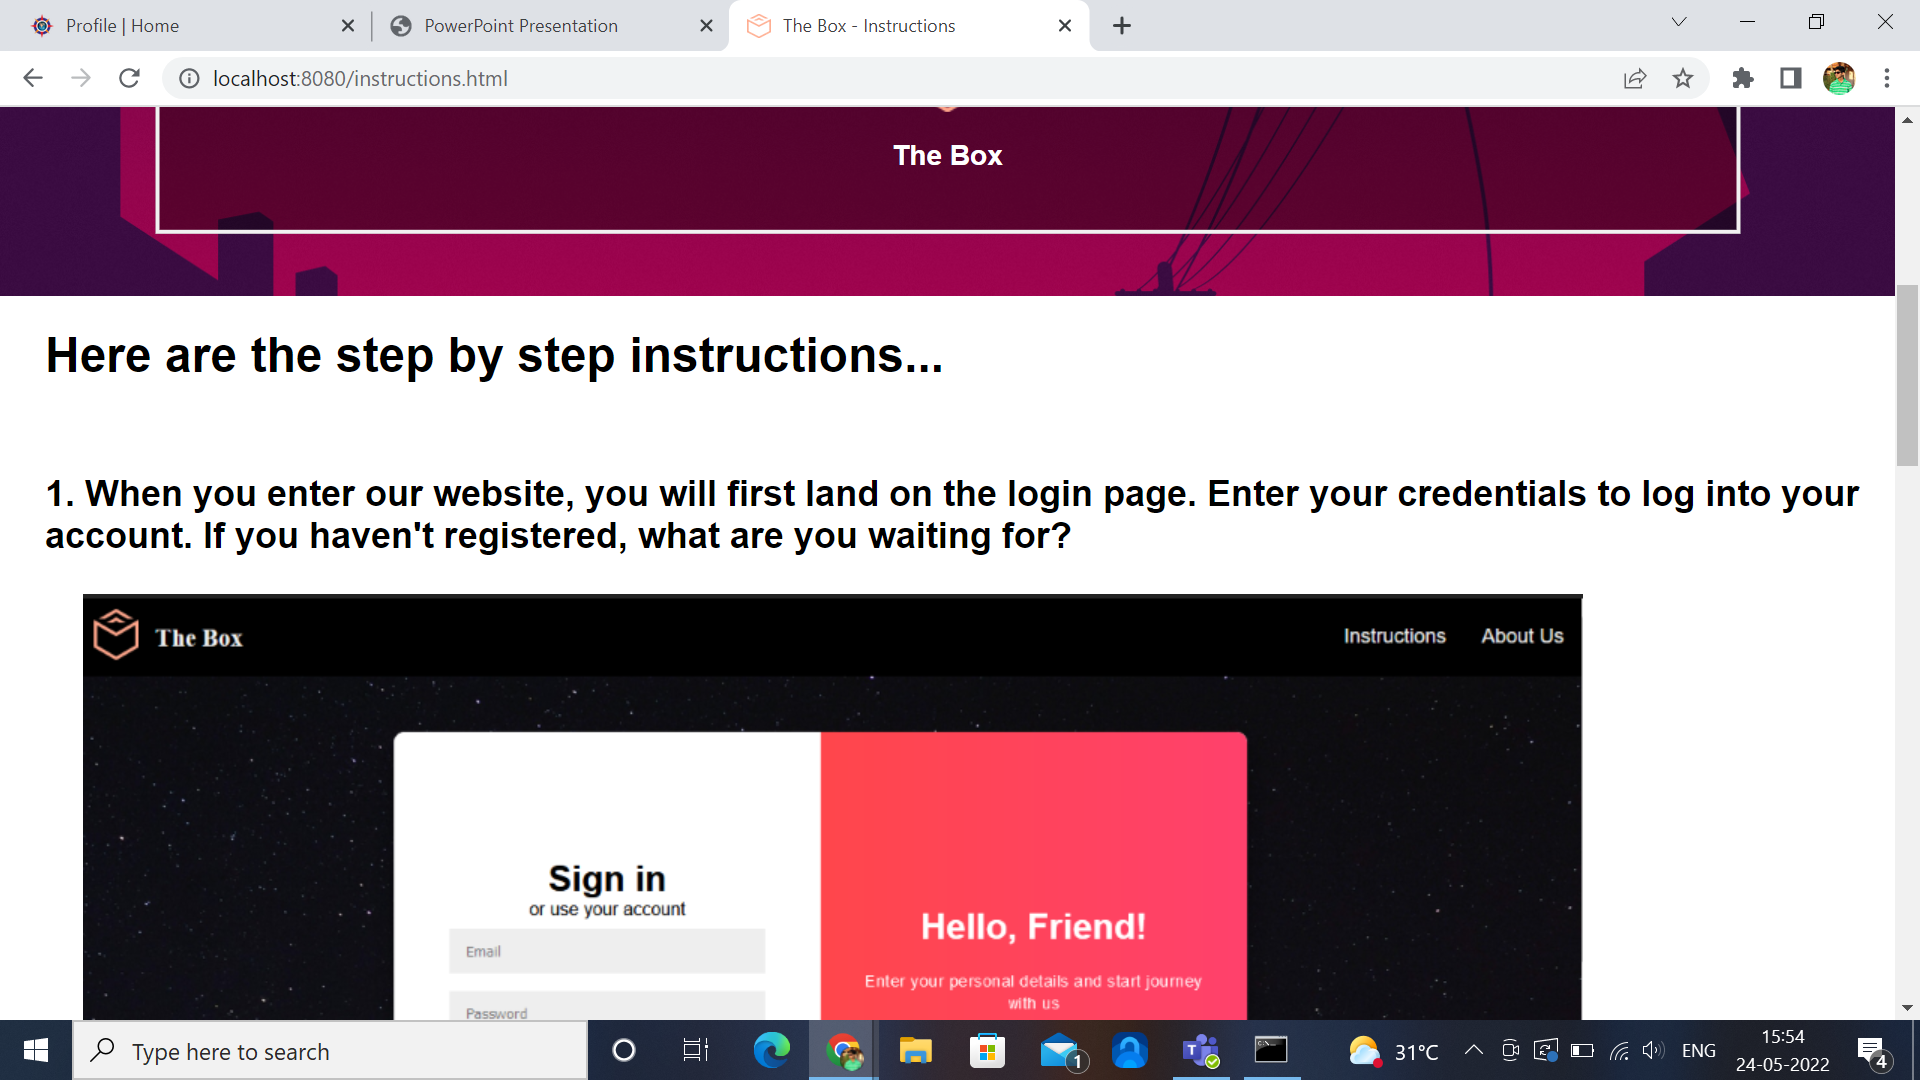 Profile | Home
PowerPoint Presentation
The Box - Instructions
localhost:8080/instructions.html
The Box
Here are the step by step instructions...
1. When you enter our website, you will first land on the login page. Enter your credentials to log into your
account. If you haven't registered, what are you waiting for?
The Box
Instructions
About Us
Sign in
or use your account
Email
Password
Hello, Friend!
Enter your personal details and start journey
with us
Type here to search
1
31°C
ENG
15:54
24-05-2022
4